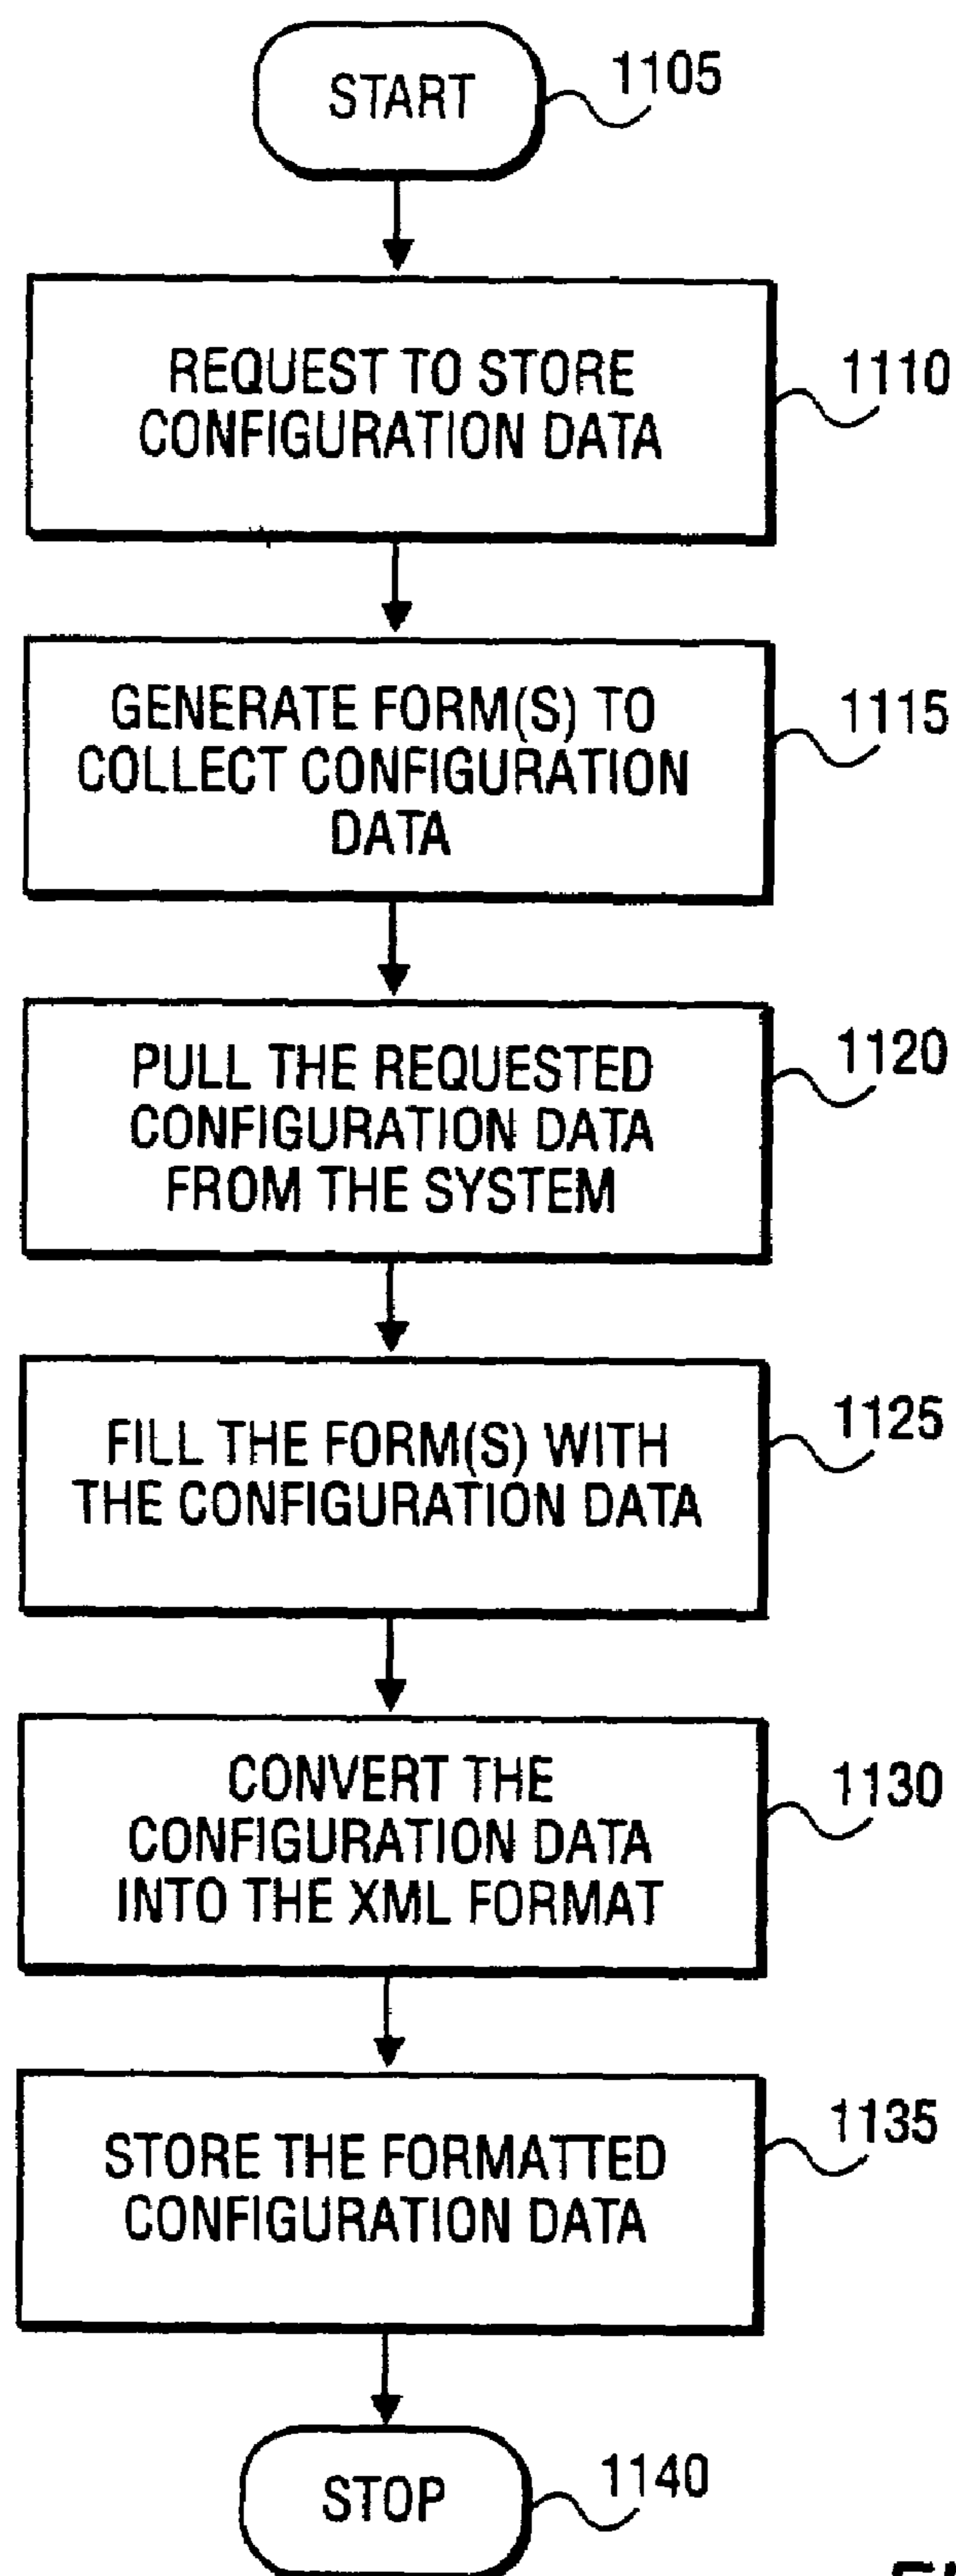 START
1105
REQUEST TO STORE
CONFIGURATION DATA
1110
GENERATE FORM(S) TO
COLLECT CONFIGURATION
DATA
1115
PULL THE REQUESTED
CONFIGURATION DATA
FROM THE SYSTEM
1120
FILL THE FORM(S) WITH
THE CONFIGURATION DATA
1125
CONVERT THE
CONFIGURATION DATA
INTO THE XML FORMAT
1130
STORE THE FORMATTED
CONFIGURATION DATA
1135
STOP
1140